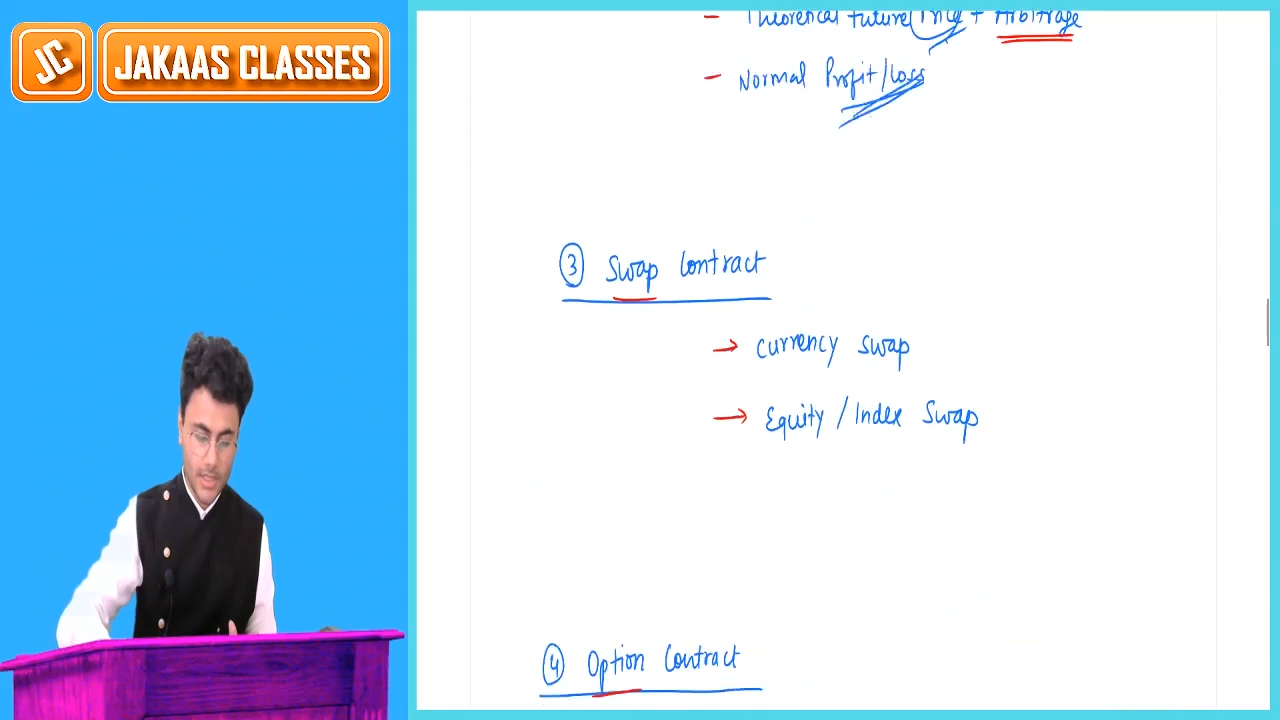 JC
JAKAAS CLASSES
- Theoretical Future Price + Arbitrage
- Normal Profit/Loss
③ Swap Contract
→ Currency Swap
→ Equity / Index Swap
④ Option Contract